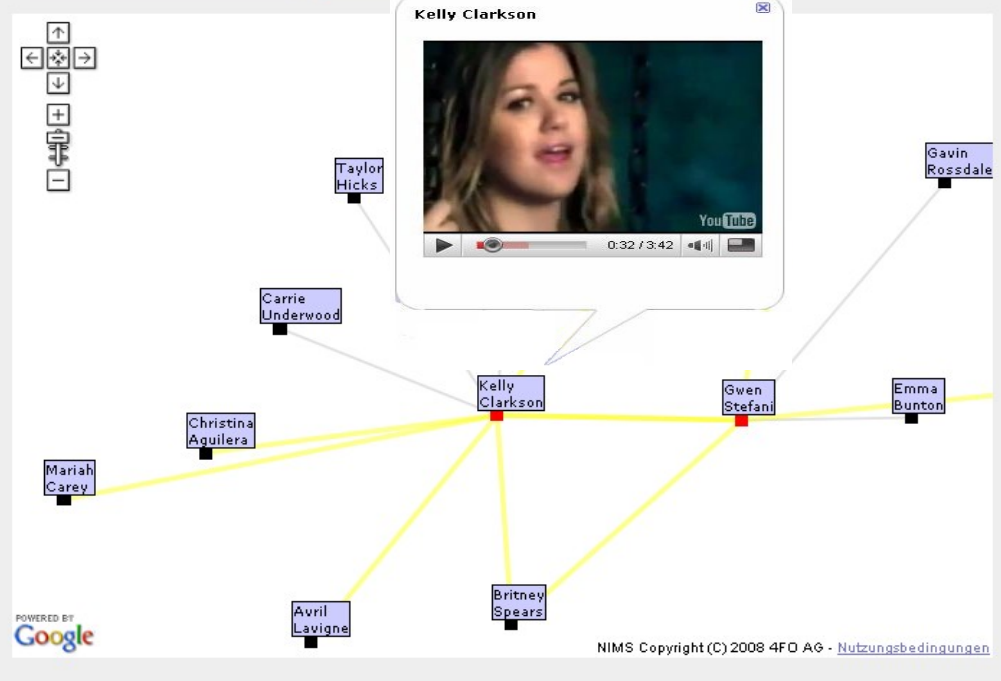 Kelly Clarkson
YouTube
0:32 / 3:42
Taylor
Hicks
Gavin
Rossdale
Carrie
Underwood
Kelly
Clarkson
Gwen
Stefani
Emma
Bunton
Christina
Aguilera
Mariah
Carey
Avril
Lavigne
Britney
Spears
POWERED BY
Google
NIMS Copyright (C) 2008 4FO AG - Nutzungsbedingungen